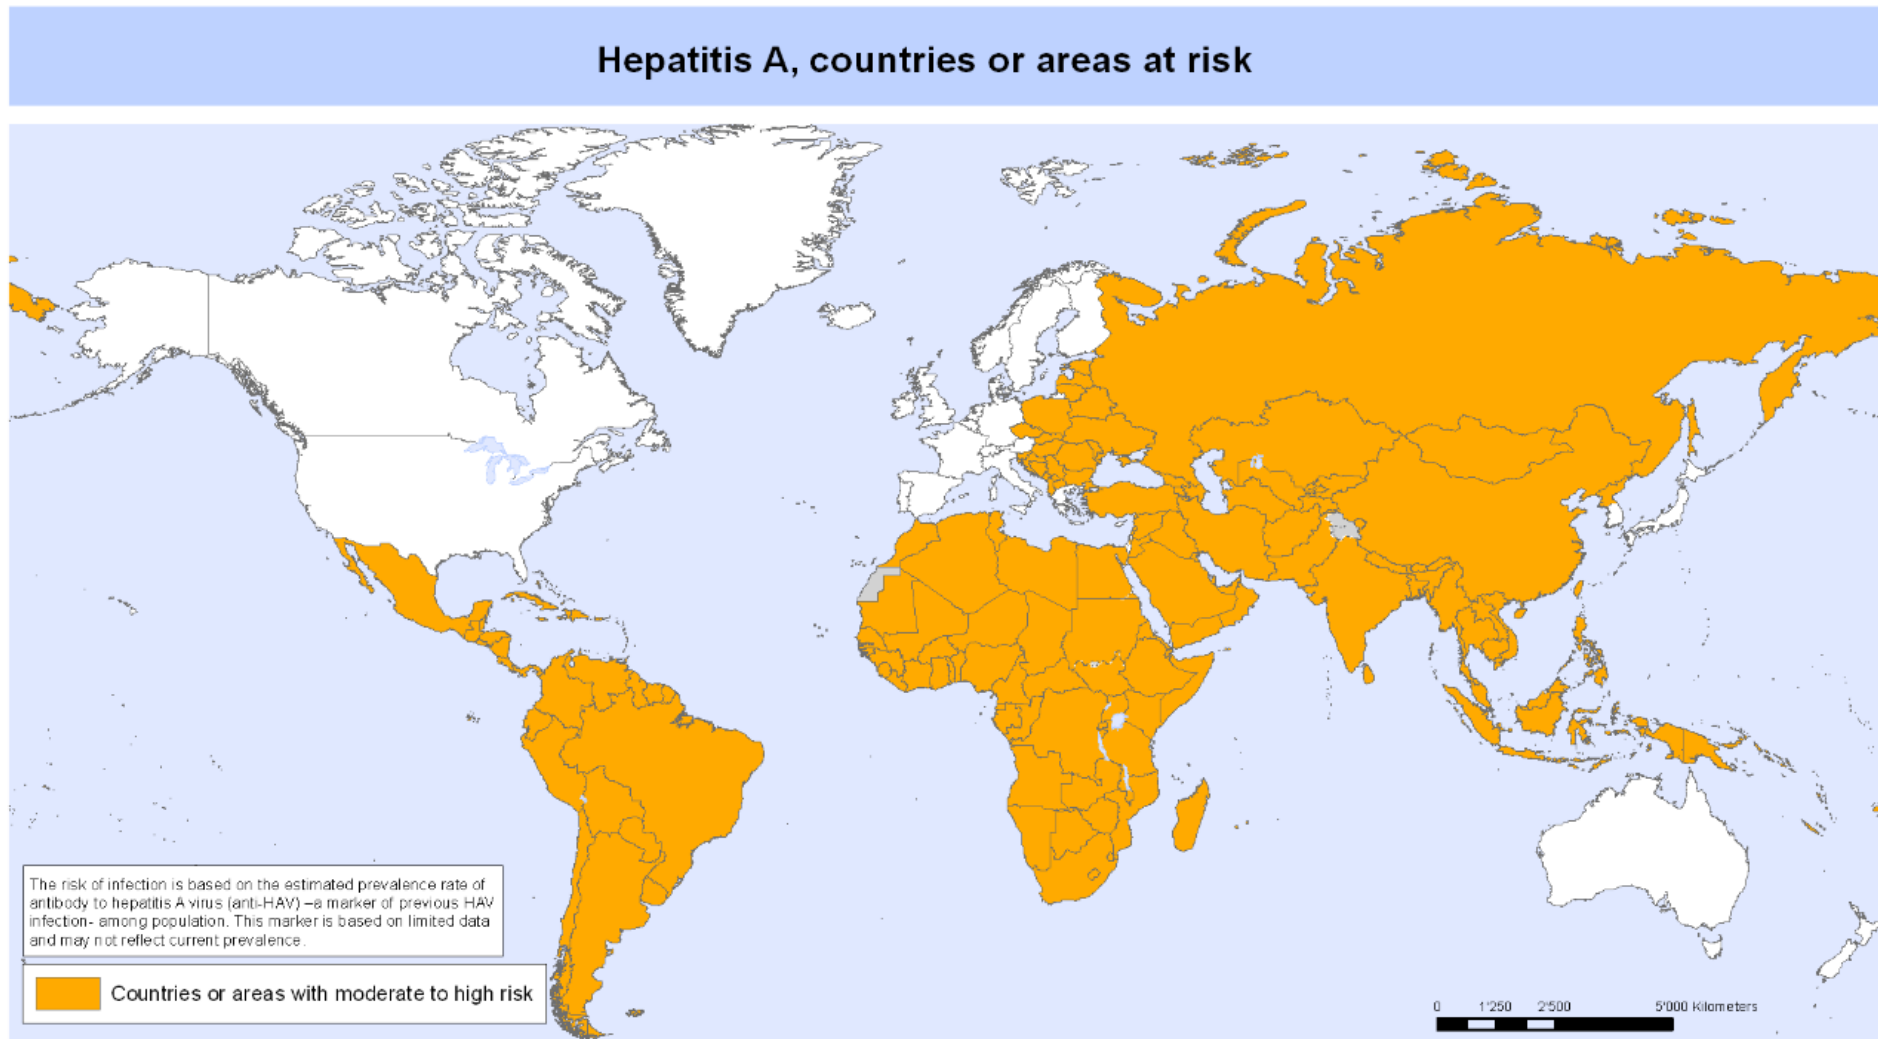 Hepatitis A, countries or areas at risk
The risk of infection is based on the estimated prevalence rate of
antibody to hepatitis A virus (anti-HAV) –a marker of previous HAV
infection- among population. This marker is based on limited data
and may not reflect current prevalence.
Countries or areas with moderate to high risk
0 1'250 2'500 5'000 Kilometers